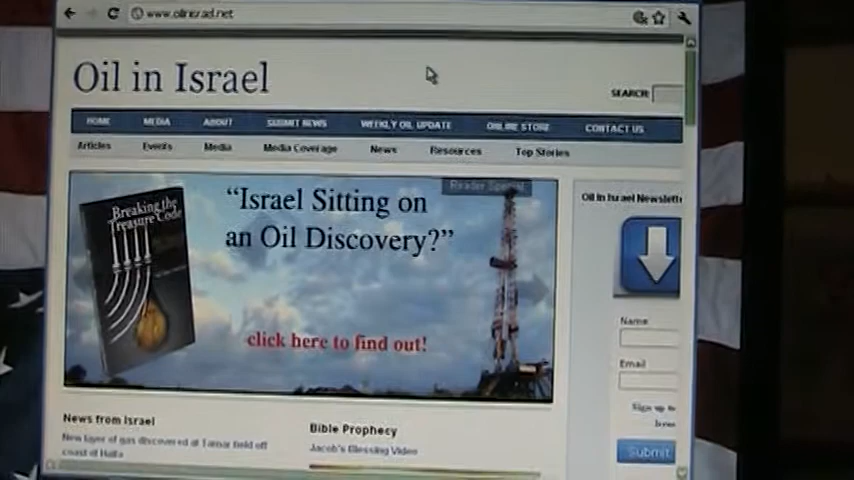 www.oilinisrael.net
Oil in Israel
SEARCH:
HOME MEDIA ABOUT SUBMIT NEWS WEEKLY OIL UPDATE ONLINE STORE CONTACT US
Articles Events Media Media Coverage News Resources Top Stories
Reader Special
Breaking the
Treasure Code
“Israel Sitting on
an Oil Discovery?”
click here to find out!
Oil in Israel Newslett
Name
Email
Sign up to
Submit
News from Israel
New layer of gas discovered at Tamar field off
coast of Haifa
Bible Prophecy
Jacob's Blessing Video